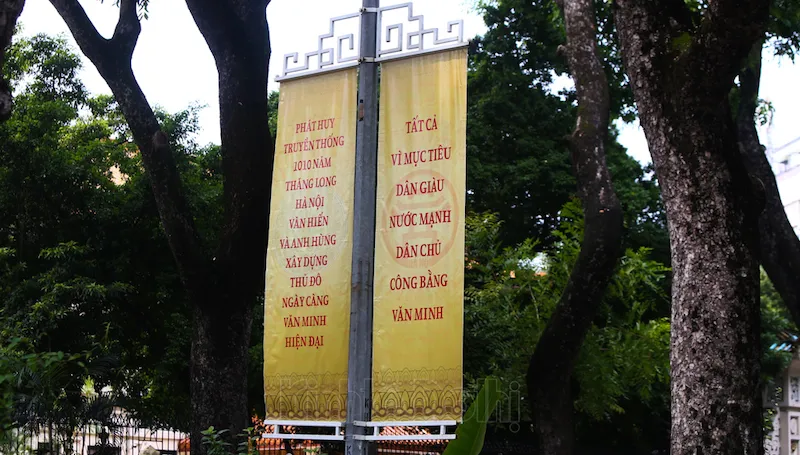 PHÁT HUY
TRUYỀN THỐNG
1010 NĂM
THĂNG LONG
HÀ NỘI
VĂN HIẾN
VÀ ANH HÙNG
XÂY DỰNG
THỦ ĐÔ
NGÀY CÀNG
VĂN MINH
HIỆN ĐẠI
TẤT CẢ
VÌ MỤC TIÊU
DÂN GIÀU
NƯỚC MẠNH
DÂN CHỦ
CÔNG BẰNG
VĂN MINH